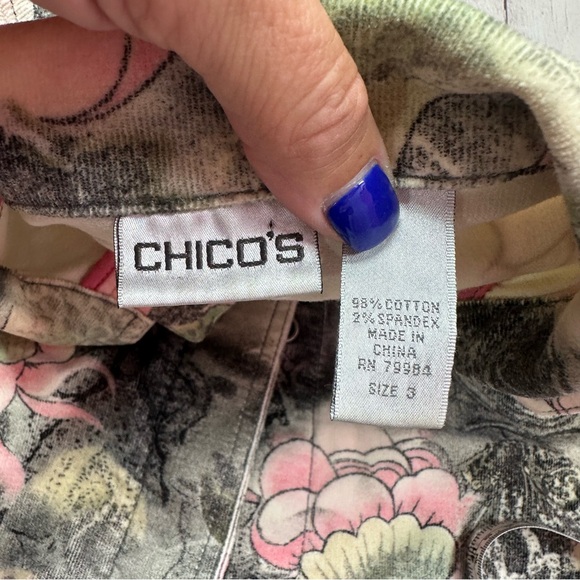 CHICO'S
98% COTTON
2% SPANDEX
MADE IN
CHINA
RN 79984
SIZE 3